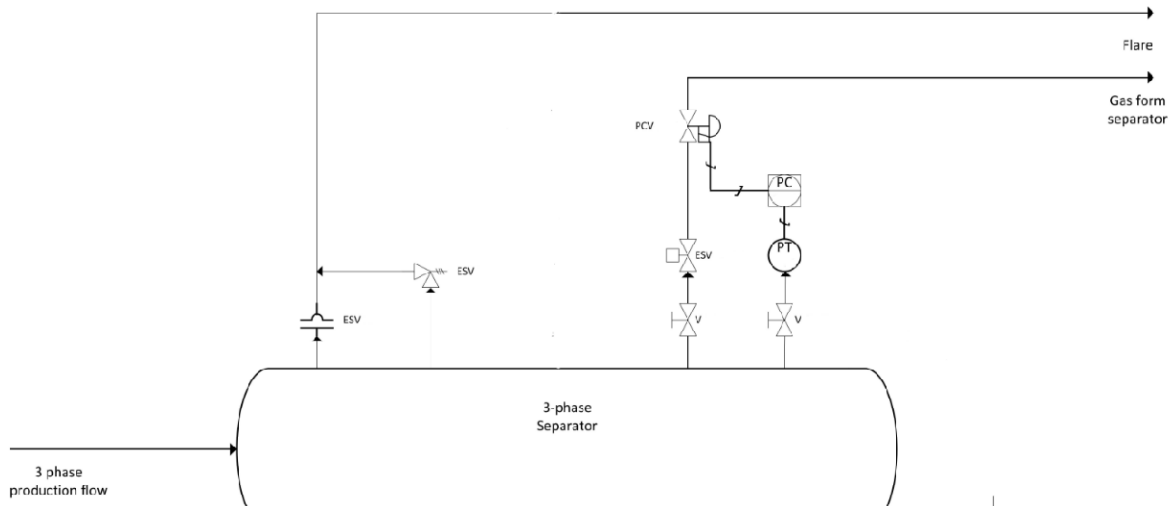 Flare
Gas form
separator
PCV
PC
PT
ESV
ESV
ESV
V
V
3-phase
Separator
3 phase
production flow